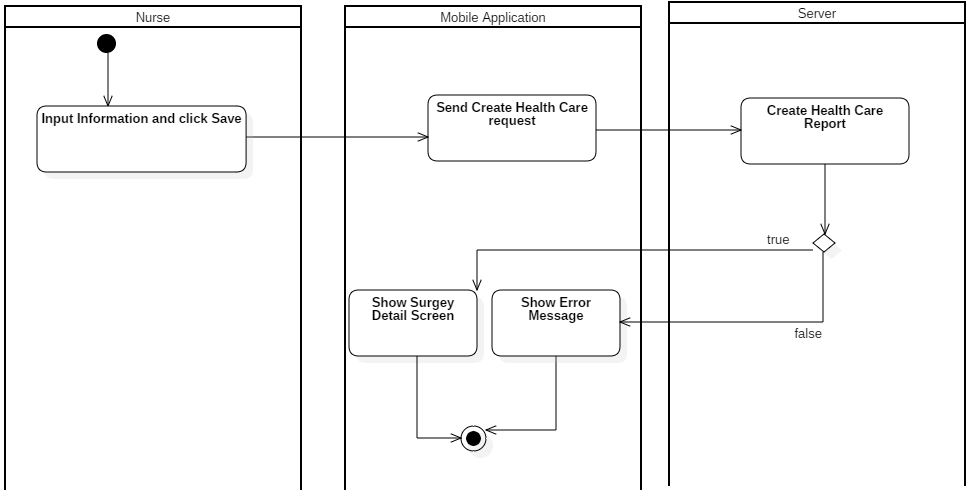 Nurse
Mobile Application
Server
Input Information and click Save
Send Create Health Care
request
Create Health Care
Report
true
Show Surgey
Detail Screen
Show Error
Message
false